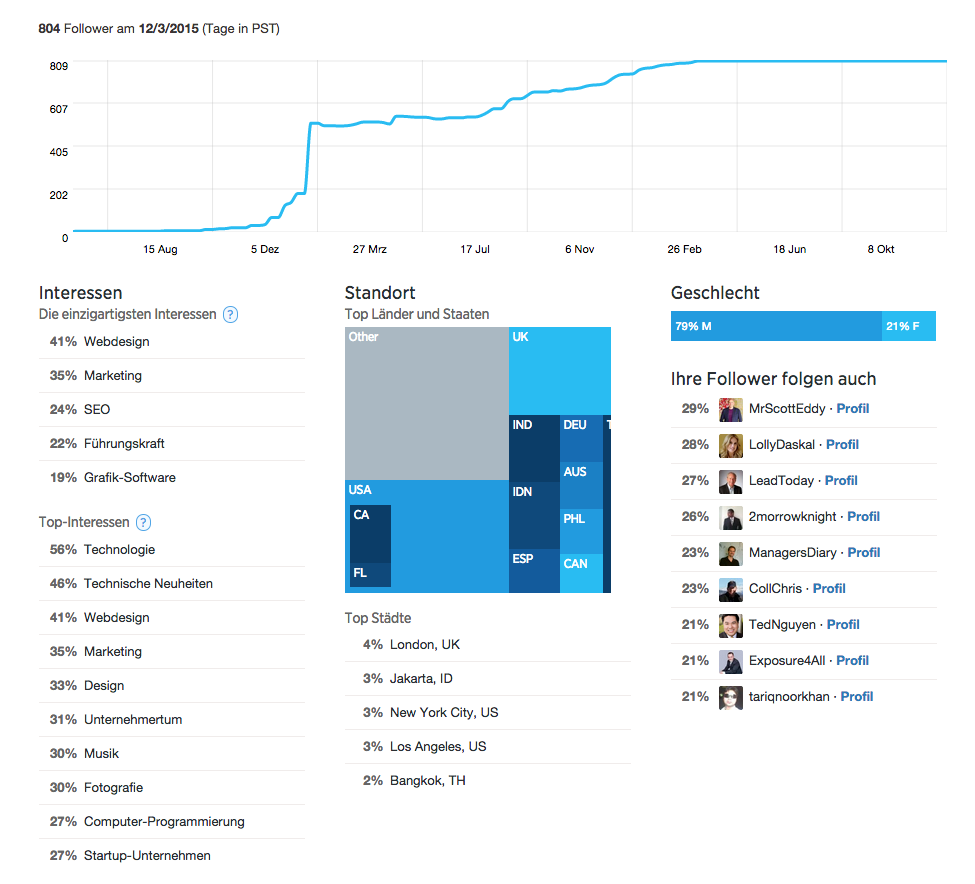 804 Follower am 12/3/2015 (Tage in PST)
809
607
405
202
0
15 Aug
5 Dez
27 Mrz
17 Jul
6 Nov
26 Feb
18 Jun
8 Okt
Interessen
Die einzigartigsten Interessen ?
41% Webdesign
35% Marketing
24% SEO
22% Führungskraft
19% Grafik-Software
Top-Interessen ?
56% Technologie
46% Technische Neuheiten
41% Webdesign
35% Marketing
33% Design
31% Unternehmertum
30% Musik
30% Fotografie
27% Computer-Programmierung
27% Startup-Unternehmen
Standort
Top Länder und Staaten
Other
UK
IND
DEU
T
AUS
USA
IDN
CA
PHL
ESP
CAN
FL
Top Städte
4% London, UK
3% Jakarta, ID
3% New York City, US
3% Los Angeles, US
2% Bangkok, TH
Geschlecht
79% M
21% F
Ihre Follower folgen auch
29% MrScottEddy · Profil
28% LollyDaskal · Profil
27% LeadToday · Profil
26% 2morrowknight · Profil
23% ManagersDiary · Profil
23% CollChris · Profil
21% TedNguyen · Profil
21% Exposure4All · Profil
21% tariqnoorkhan · Profil